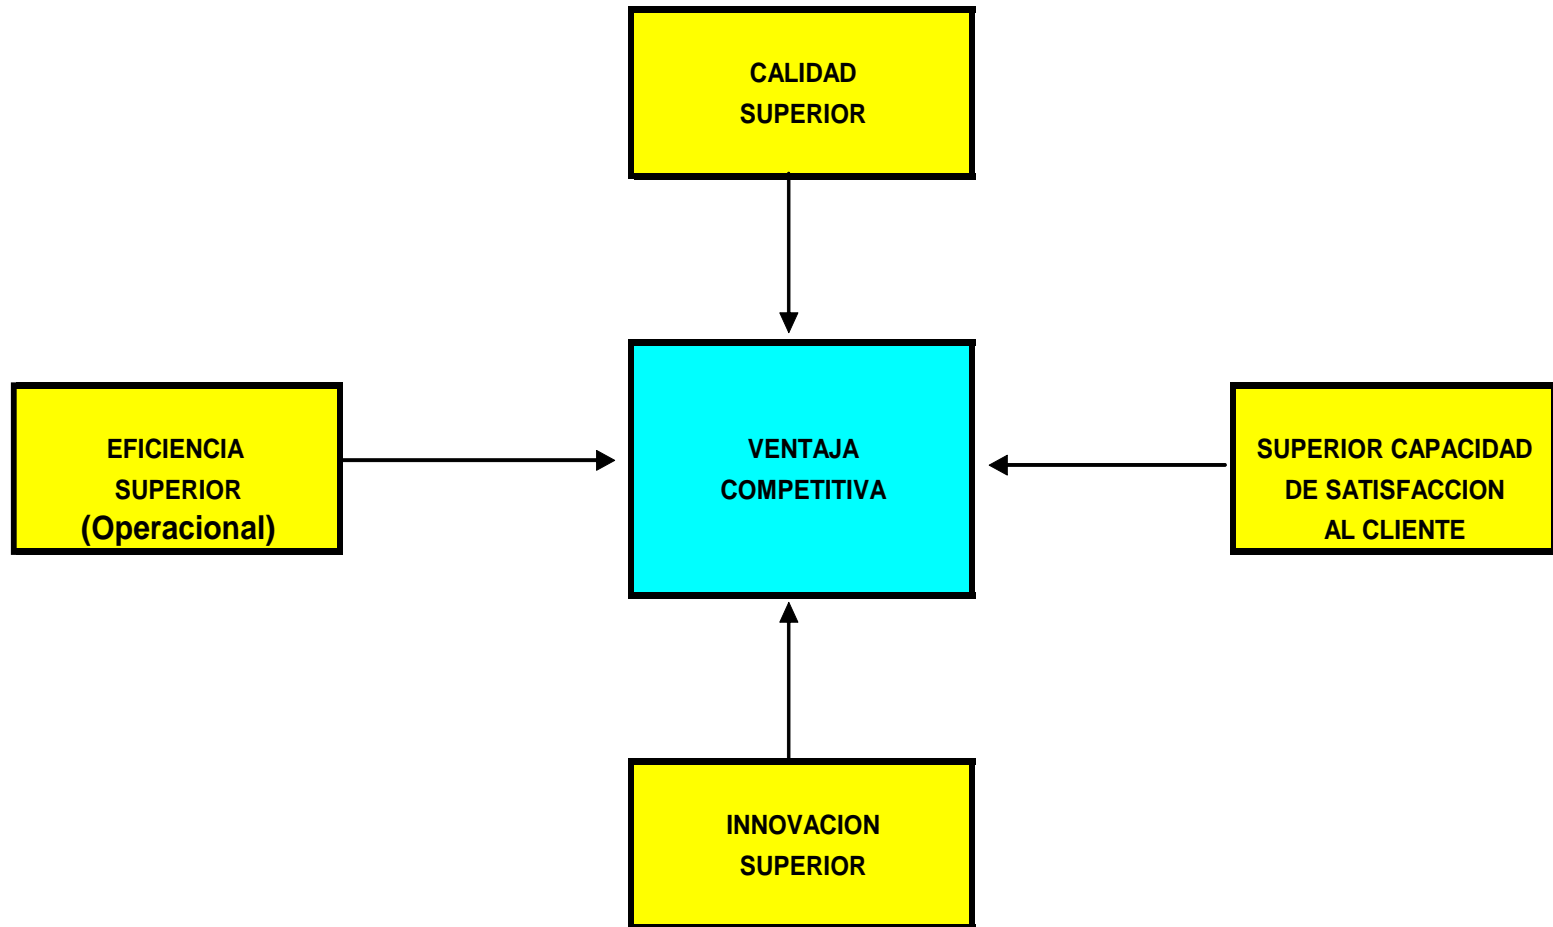 CALIDAD
SUPERIOR
EFICIENCIA
SUPERIOR
(Operacional)
VENTAJA
COMPETITIVA
SUPERIOR CAPACIDAD
DE SATISFACCION
AL CLIENTE
INNOVACION
SUPERIOR